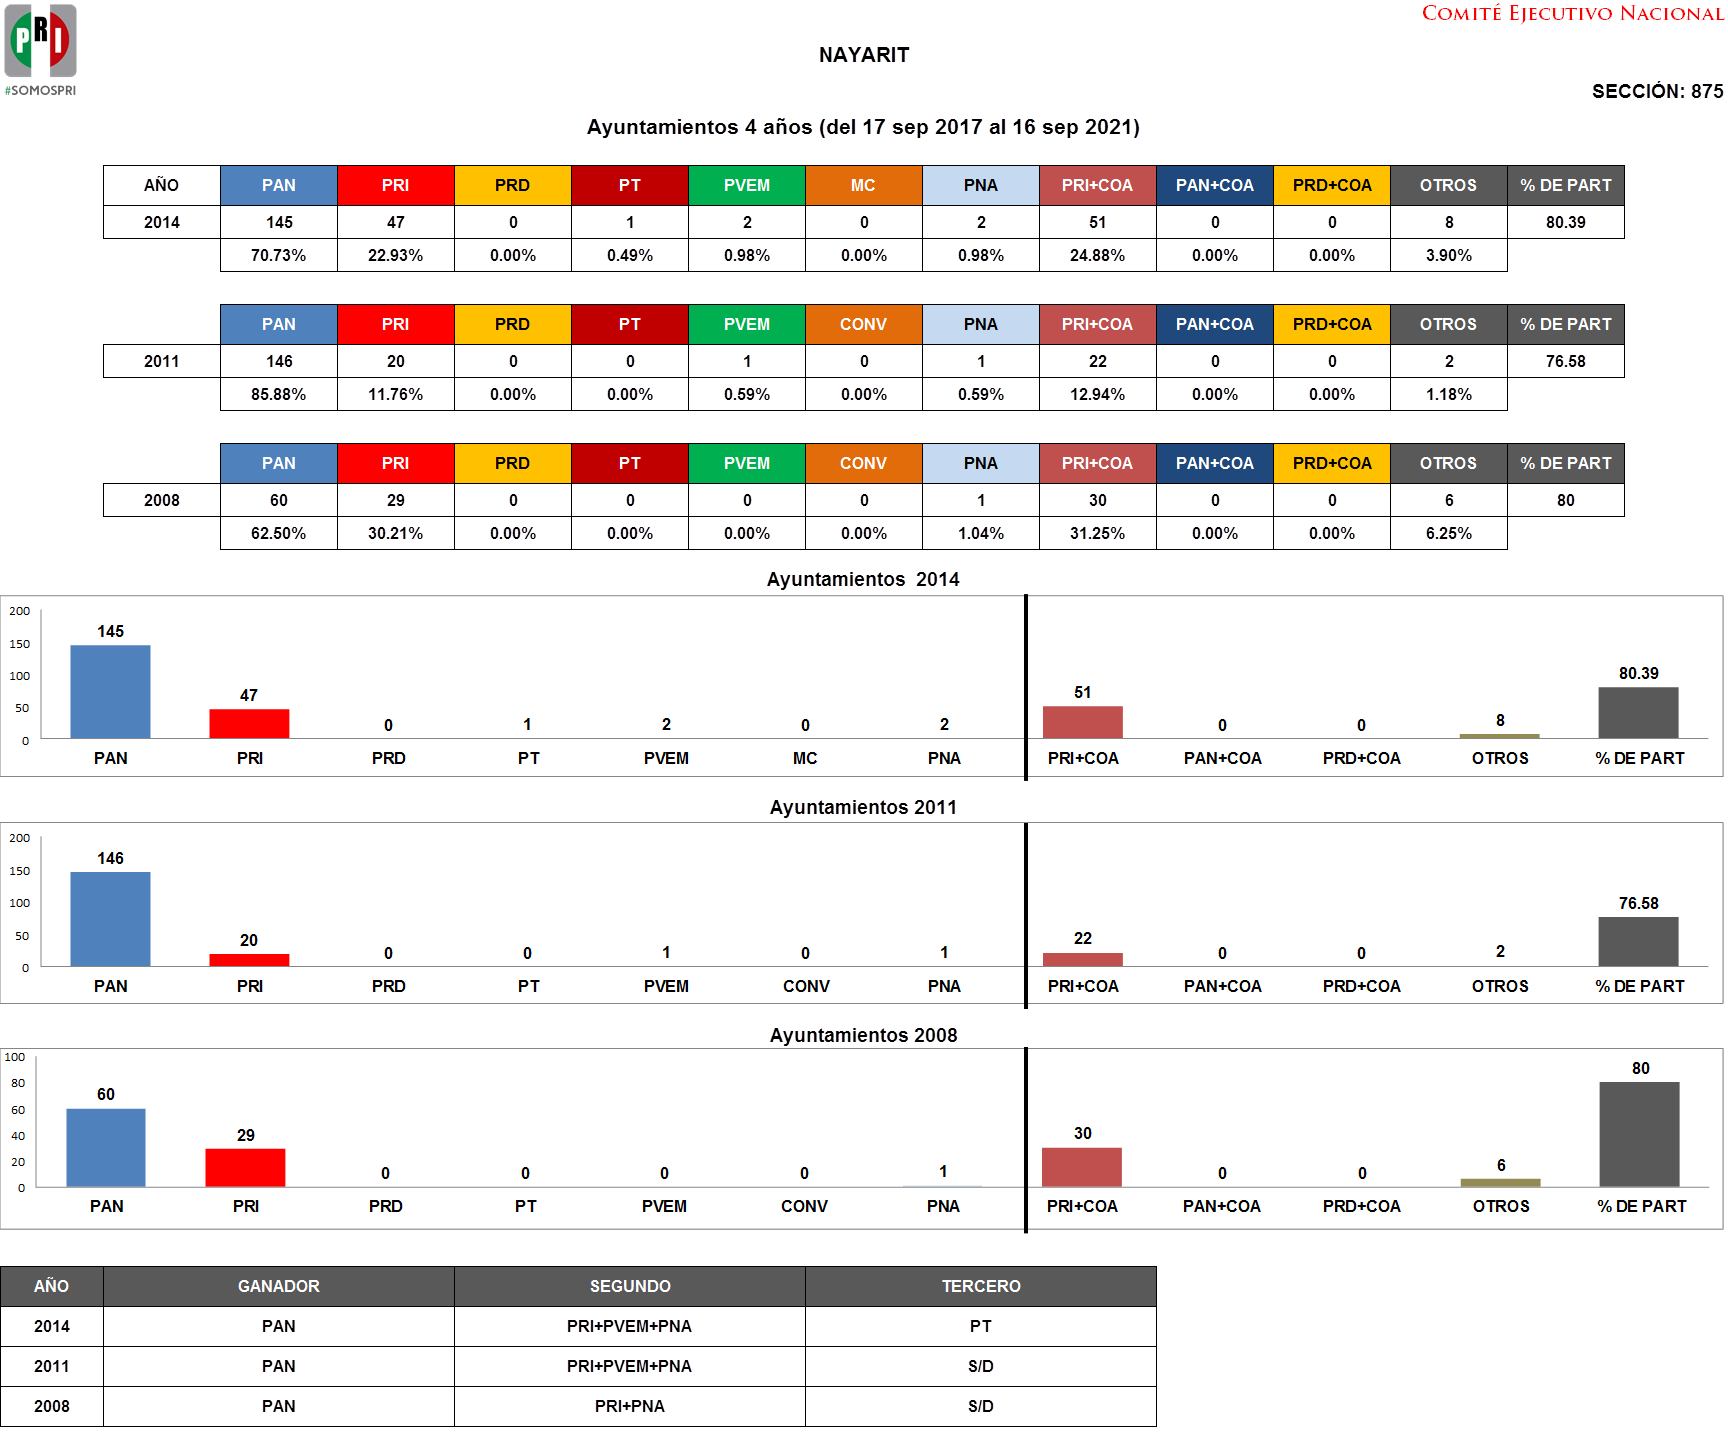 COMITÉ EJECUTIVO NACIONAL
PRI
#SOMOSPRI
NAYARIT
SECCIÓN: 875
Ayuntamientos 4 años (del 17 sep 2017 al 16 sep 2021)
AÑO PAN PRI PRD PT PVEM MC PNA PRI+COA PAN+COA PRD+COA OTROS % DE PART
2014 145 47 0 1 2 0 2 51 0 0 8 80.39
70.73% 22.93% 0.00% 0.49% 0.98% 0.00% 0.98% 24.88% 0.00% 0.00% 3.90%
PAN PRI PRD PT PVEM CONV PNA PRI+COA PAN+COA PRD+COA OTROS % DE PART
2011 146 20 0 0 1 0 1 22 0 0 2 76.58
85.88% 11.76% 0.00% 0.00% 0.59% 0.00% 0.59% 12.94% 0.00% 0.00% 1.18%
PAN PRI PRD PT PVEM CONV PNA PRI+COA PAN+COA PRD+COA OTROS % DE PART
2008 60 29 0 0 0 0 1 30 0 0 6 80
62.50% 30.21% 0.00% 0.00% 0.00% 0.00% 1.04% 31.25% 0.00% 0.00% 6.25%
Ayuntamientos 2014
200
150
100
50
0
145 47 0 1 2 0 2 51 0 0 8 80.39
PAN PRI PRD PT PVEM MC PNA PRI+COA PAN+COA PRD+COA OTROS % DE PART
Ayuntamientos 2011
200
150
100
50
0
146 20 0 0 1 0 1 22 0 0 2 76.58
PAN PRI PRD PT PVEM CONV PNA PRI+COA PAN+COA PRD+COA OTROS % DE PART
Ayuntamientos 2008
100
80
60
40
20
0
60 29 0 0 0 0 1 30 0 0 6 80
PAN PRI PRD PT PVEM CONV PNA PRI+COA PAN+COA PRD+COA OTROS % DE PART
AÑO GANADOR SEGUNDO TERCERO
2014 PAN PRI+PVEM+PNA PT
2011 PAN PRI+PVEM+PNA S/D
2008 PAN PRI+PNA S/D